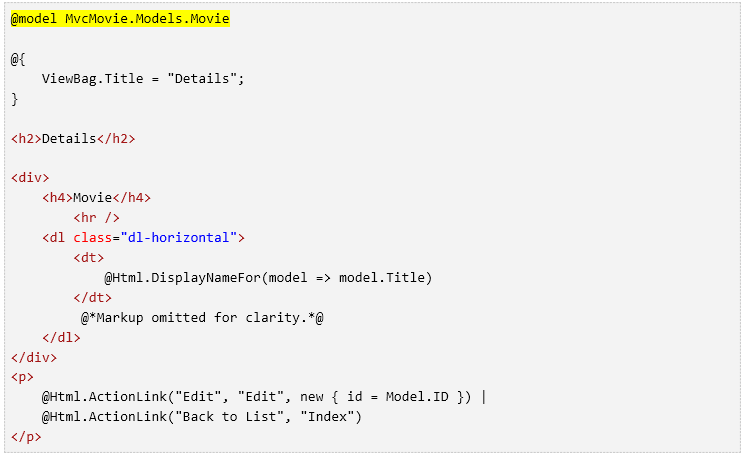 @model MvcMovie.Models.Movie

@{
    ViewBag.Title = "Details";
}

<h2>Details</h2>

<div>
    <h4>Movie</h4>
        <hr />
    <dl class="dl-horizontal">
        <dt>
            @Html.DisplayNameFor(model => model.Title)
        </dt>
         @*Markup omitted for clarity.*@
    </dl>
</div>
<p>
    @Html.ActionLink("Edit", "Edit", new { id = Model.ID }) |
    @Html.ActionLink("Back to List", "Index")
</p>